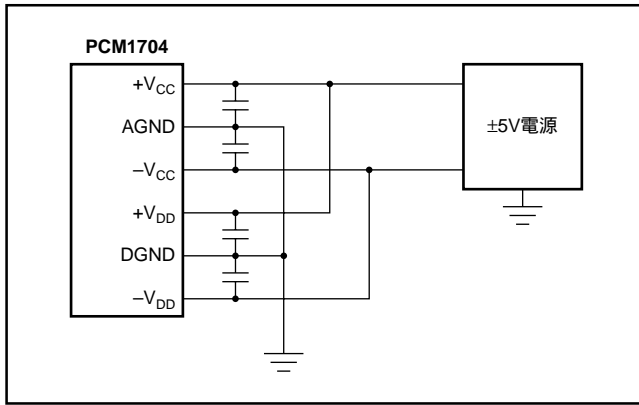 PCM1704
+VCC
AGND
−VCC
+VDD
DGND
−VDD
±5V電源